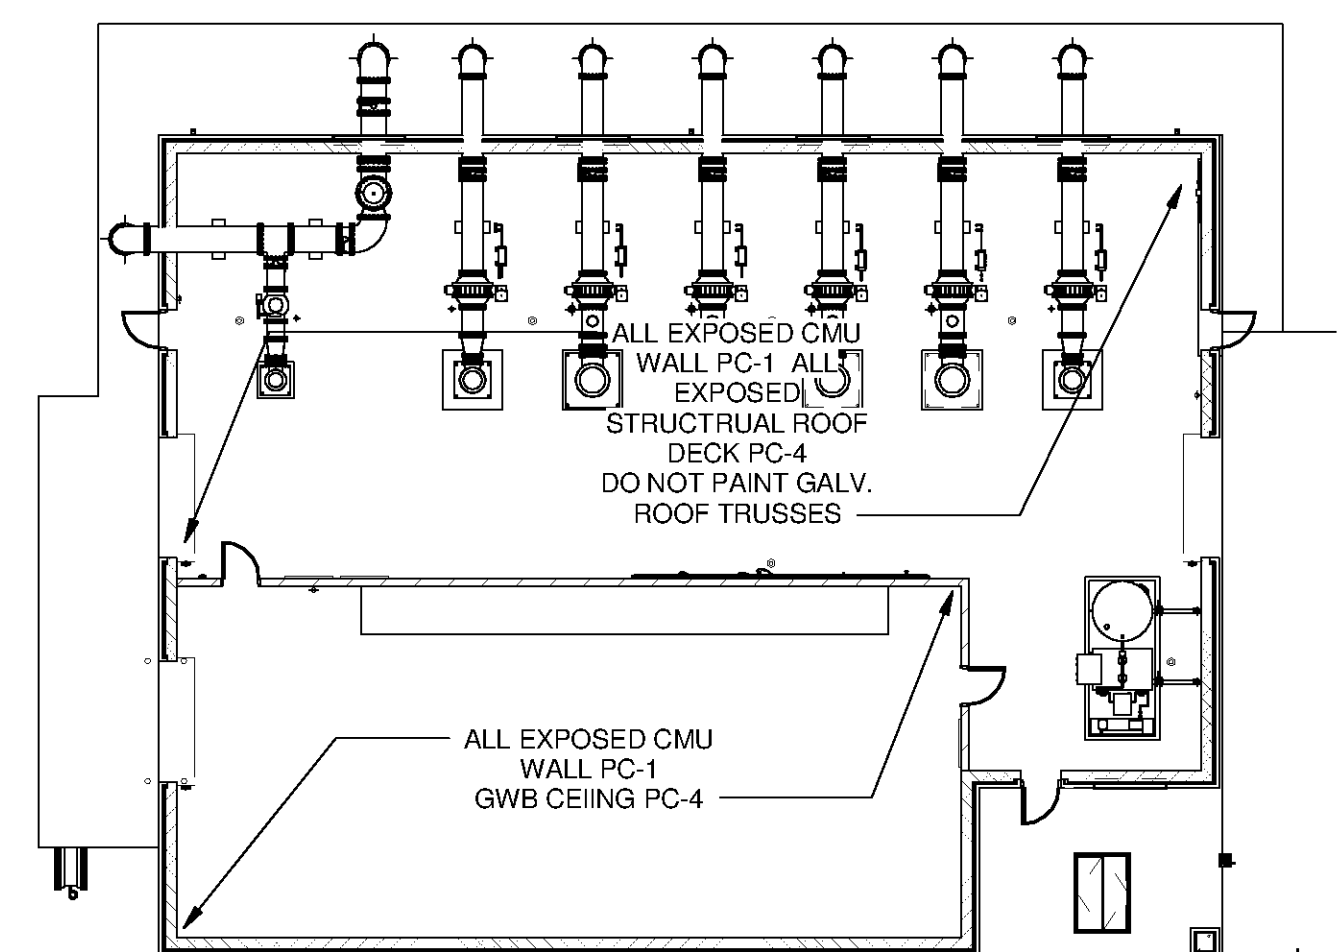 ALL EXPOSED CMU
WALL PC-1 ALL
EXPOSED
STRUCTRUAL ROOF
DECK PC-4
DO NOT PAINT GALV.
ROOF TRUSSES
ALL EXPOSED CMU
WALL PC-1
GWB CEIING PC-4